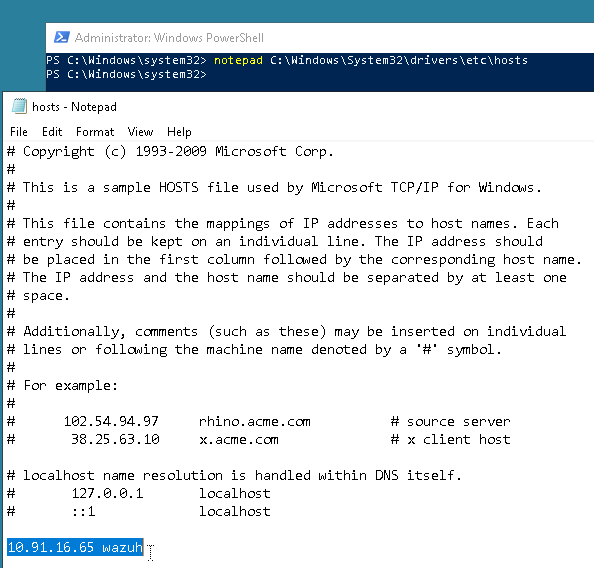 Administrator: Windows PowerShell
PS C:\Windows\system32> notepad C:\Windows\System32\drivers\etc\hosts
PS C:\Windows\system32>
hosts - Notepad
File Edit Format View Help
# Copyright (c) 1993-2009 Microsoft Corp.
#
# This is a sample HOSTS file used by Microsoft TCP/IP for Windows.
#
# This file contains the mappings of IP addresses to host names. Each
# entry should be kept on an individual line. The IP address should
# be placed in the first column followed by the corresponding host name.
# The IP address and the host name should be separated by at least one
# space.
#
# Additionally, comments (such as these) may be inserted on individual
# lines or following the machine name denoted by a '#' symbol.
#
# For example:
#
#      102.54.94.97     rhino.acme.com          # source server
#       38.25.63.10     x.acme.com              # x client host

# localhost name resolution is handled within DNS itself.
#       127.0.0.1       localhost
#       ::1             localhost

10.91.16.65 wazuh